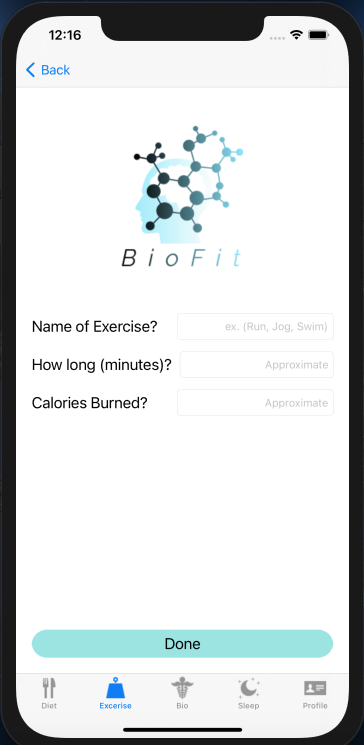 12:16
Back
BioFit
Name of Exercise? ex. (Run, Jog, Swim)
How long (minutes)? Approximate
Calories Burned? Approximate
Done
Diet Excerise Bio Sleep Profile